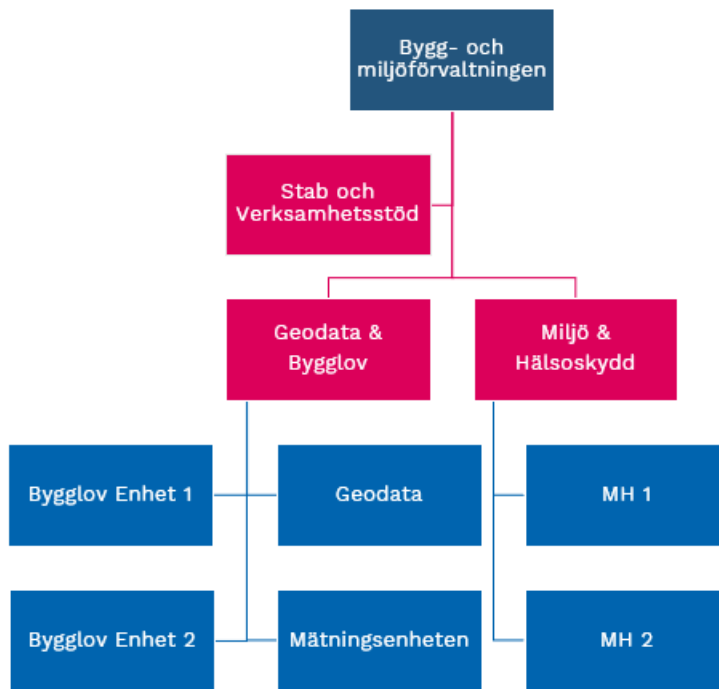 Bygg- och
miljöförvaltningen
Stab och
Verksamhetsstöd
Geodata &
Bygglov
Miljö &
Hälsoskydd
Bygglov Enhet 1
Geodata
MH 1
Bygglov Enhet 2
Mätningsenheten
MH 2